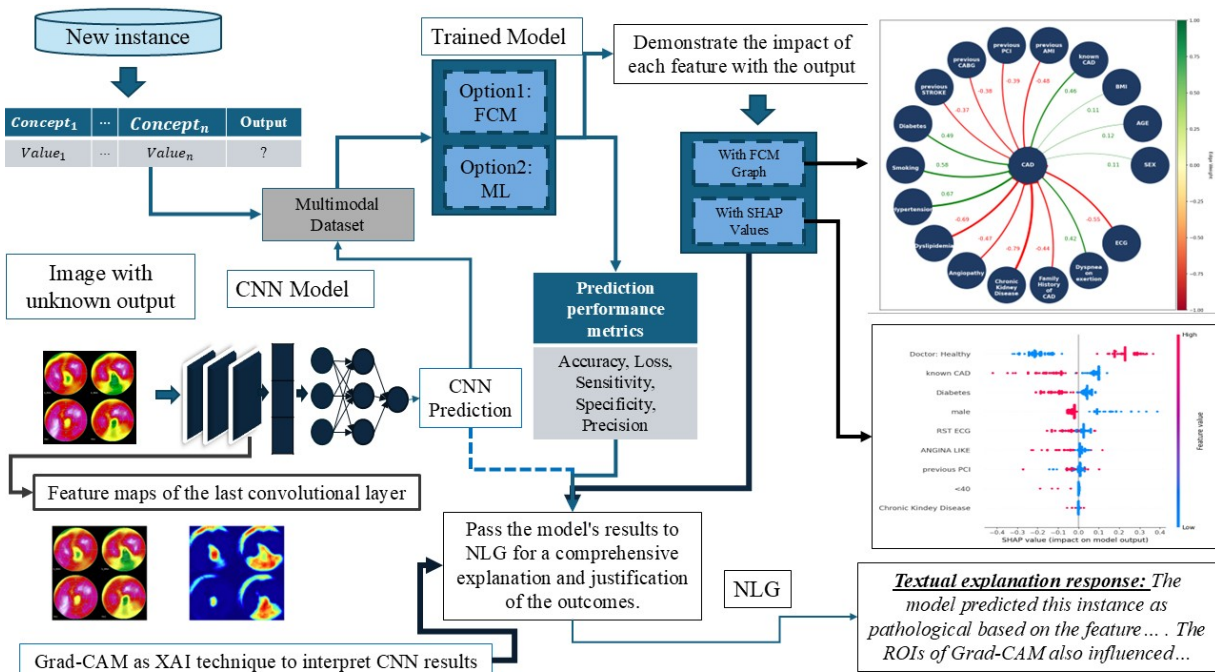 New instance
Concept₁ ... Conceptₙ Output
Value₁ ... Valueₙ ?
Multimodal
Dataset
Trained Model
Option1:
FCM
Option2:
ML
Demonstrate the impact of
each feature with the output
With FCM
Graph
With SHAP
Values
previous
PCI
previous
AMI
previous
CABG
known
CAD
previous
STROKE
BMI
Diabetes
AGE
Smoking
CAD
SEX
Hypertension
Dyslipidemia
ECG
Angiopathy
Chronic
Kidney
Disease
Family
History
of
CAD
Dyspnea
on
exertion
-0.39
-0.48
-0.38
0.46
-0.37
0.11
0.49
0.12
0.58
0.11
0.67
-0.69
-0.55
-0.47
-0.79
-0.44
0.42
1.00
0.75
0.50
0.25
0.00
-0.25
-0.50
-0.75
-1.00
Edge Weights
Image with
unknown output
CNN Model
CNN
Prediction
Prediction
performance
metrics
Accuracy, Loss,
Sensitivity,
Specificity,
Precision
Feature maps of the last convolutional layer
Grad-CAM as XAI technique to interpret CNN results
Pass the model's results to
NLG for a comprehensive
explanation and justification
of the outcomes.
NLG
High
Doctor: Healthy
known CAD
Diabetes
male
RST ECG
ANGINA LIKE
previous PCI
<40
Chronic Kindey Disease
Feature value
Low
-0.4 -0.3 -0.2 -0.1 0.0 0.1 0.2 0.3 0.4
SHAP value (impact on model output)
Textual explanation response: The
model predicted this instance as
pathological based on the feature... . The
ROIs of Grad-CAM also influenced...